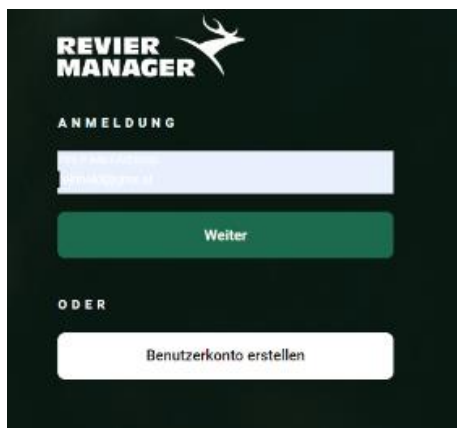 REVIER
MANAGER
ANMELDUNG
Weiter
ODER
Benutzerkonto erstellen